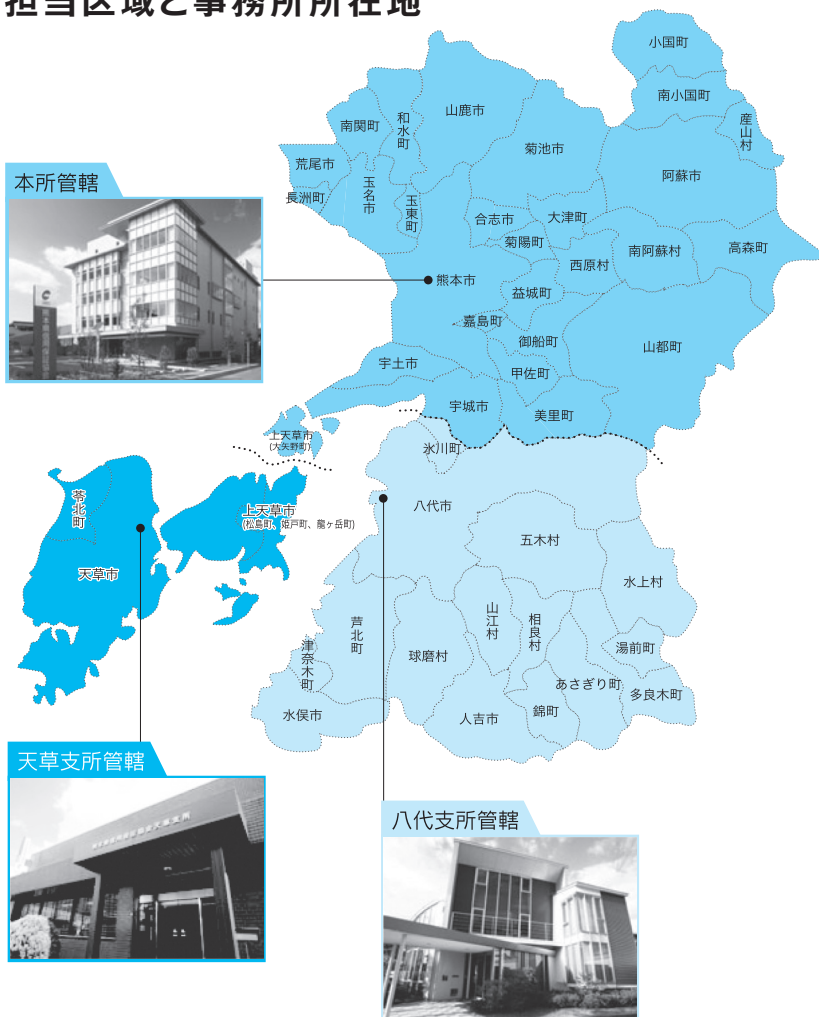 担当区域と事務所所在地
小国町
南小国町
産山村
山鹿市
和水町
南関町
菊池市
荒尾市
阿蘇市
長洲町
玉名市
玉東町
合志市
大津町
菊陽町
西原村
南阿蘇村
高森町
本所管轄
熊本市
益城町
嘉島町
御船町
山都町
宇土市
甲佐町
宇城市
美里町
上天草市
(大矢野町)
氷川町
八代市
苓北町
上天草市
(松島町、姫戸町、龍ヶ岳町)
天草市
五木村
水上村
山江村
相良村
芦北町
津奈木町
球磨村
湯前町
あさぎり町
多良木町
錦町
水俣市
人吉市
天草支所管轄
八代支所管轄